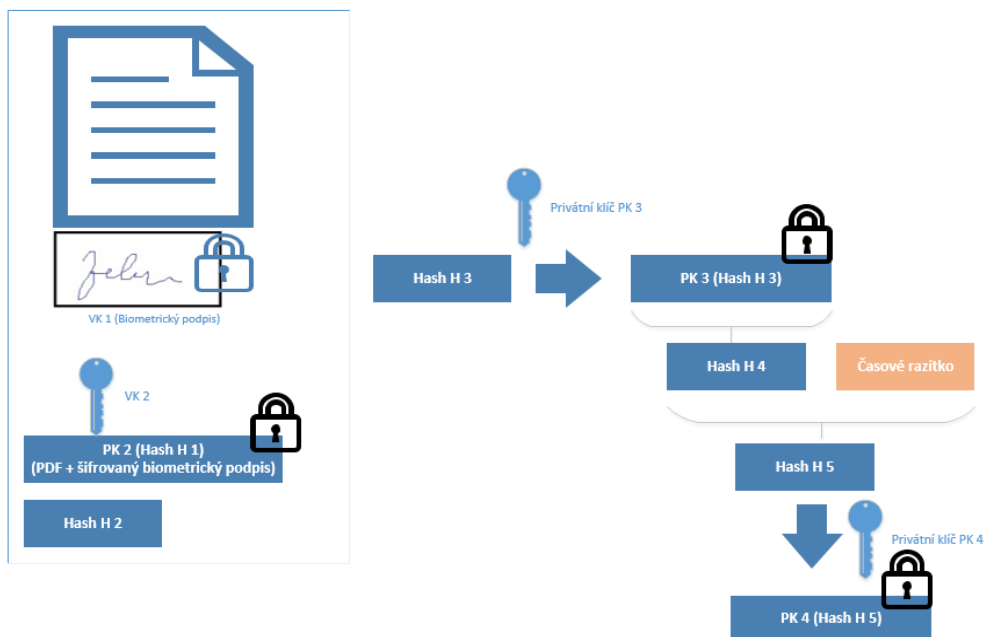 VK 1 (Biometrický podpis)
VK 2
PK 2 (Hash H 1)
(PDF + šifrovaný biometrický podpis)
Hash H 2
Privátní klíč PK 3
Hash H 3
PK 3 (Hash H 3)
Hash H 4
Časové razítko
Hash H 5
Privátní klíč PK 4
PK 4 (Hash H 5)